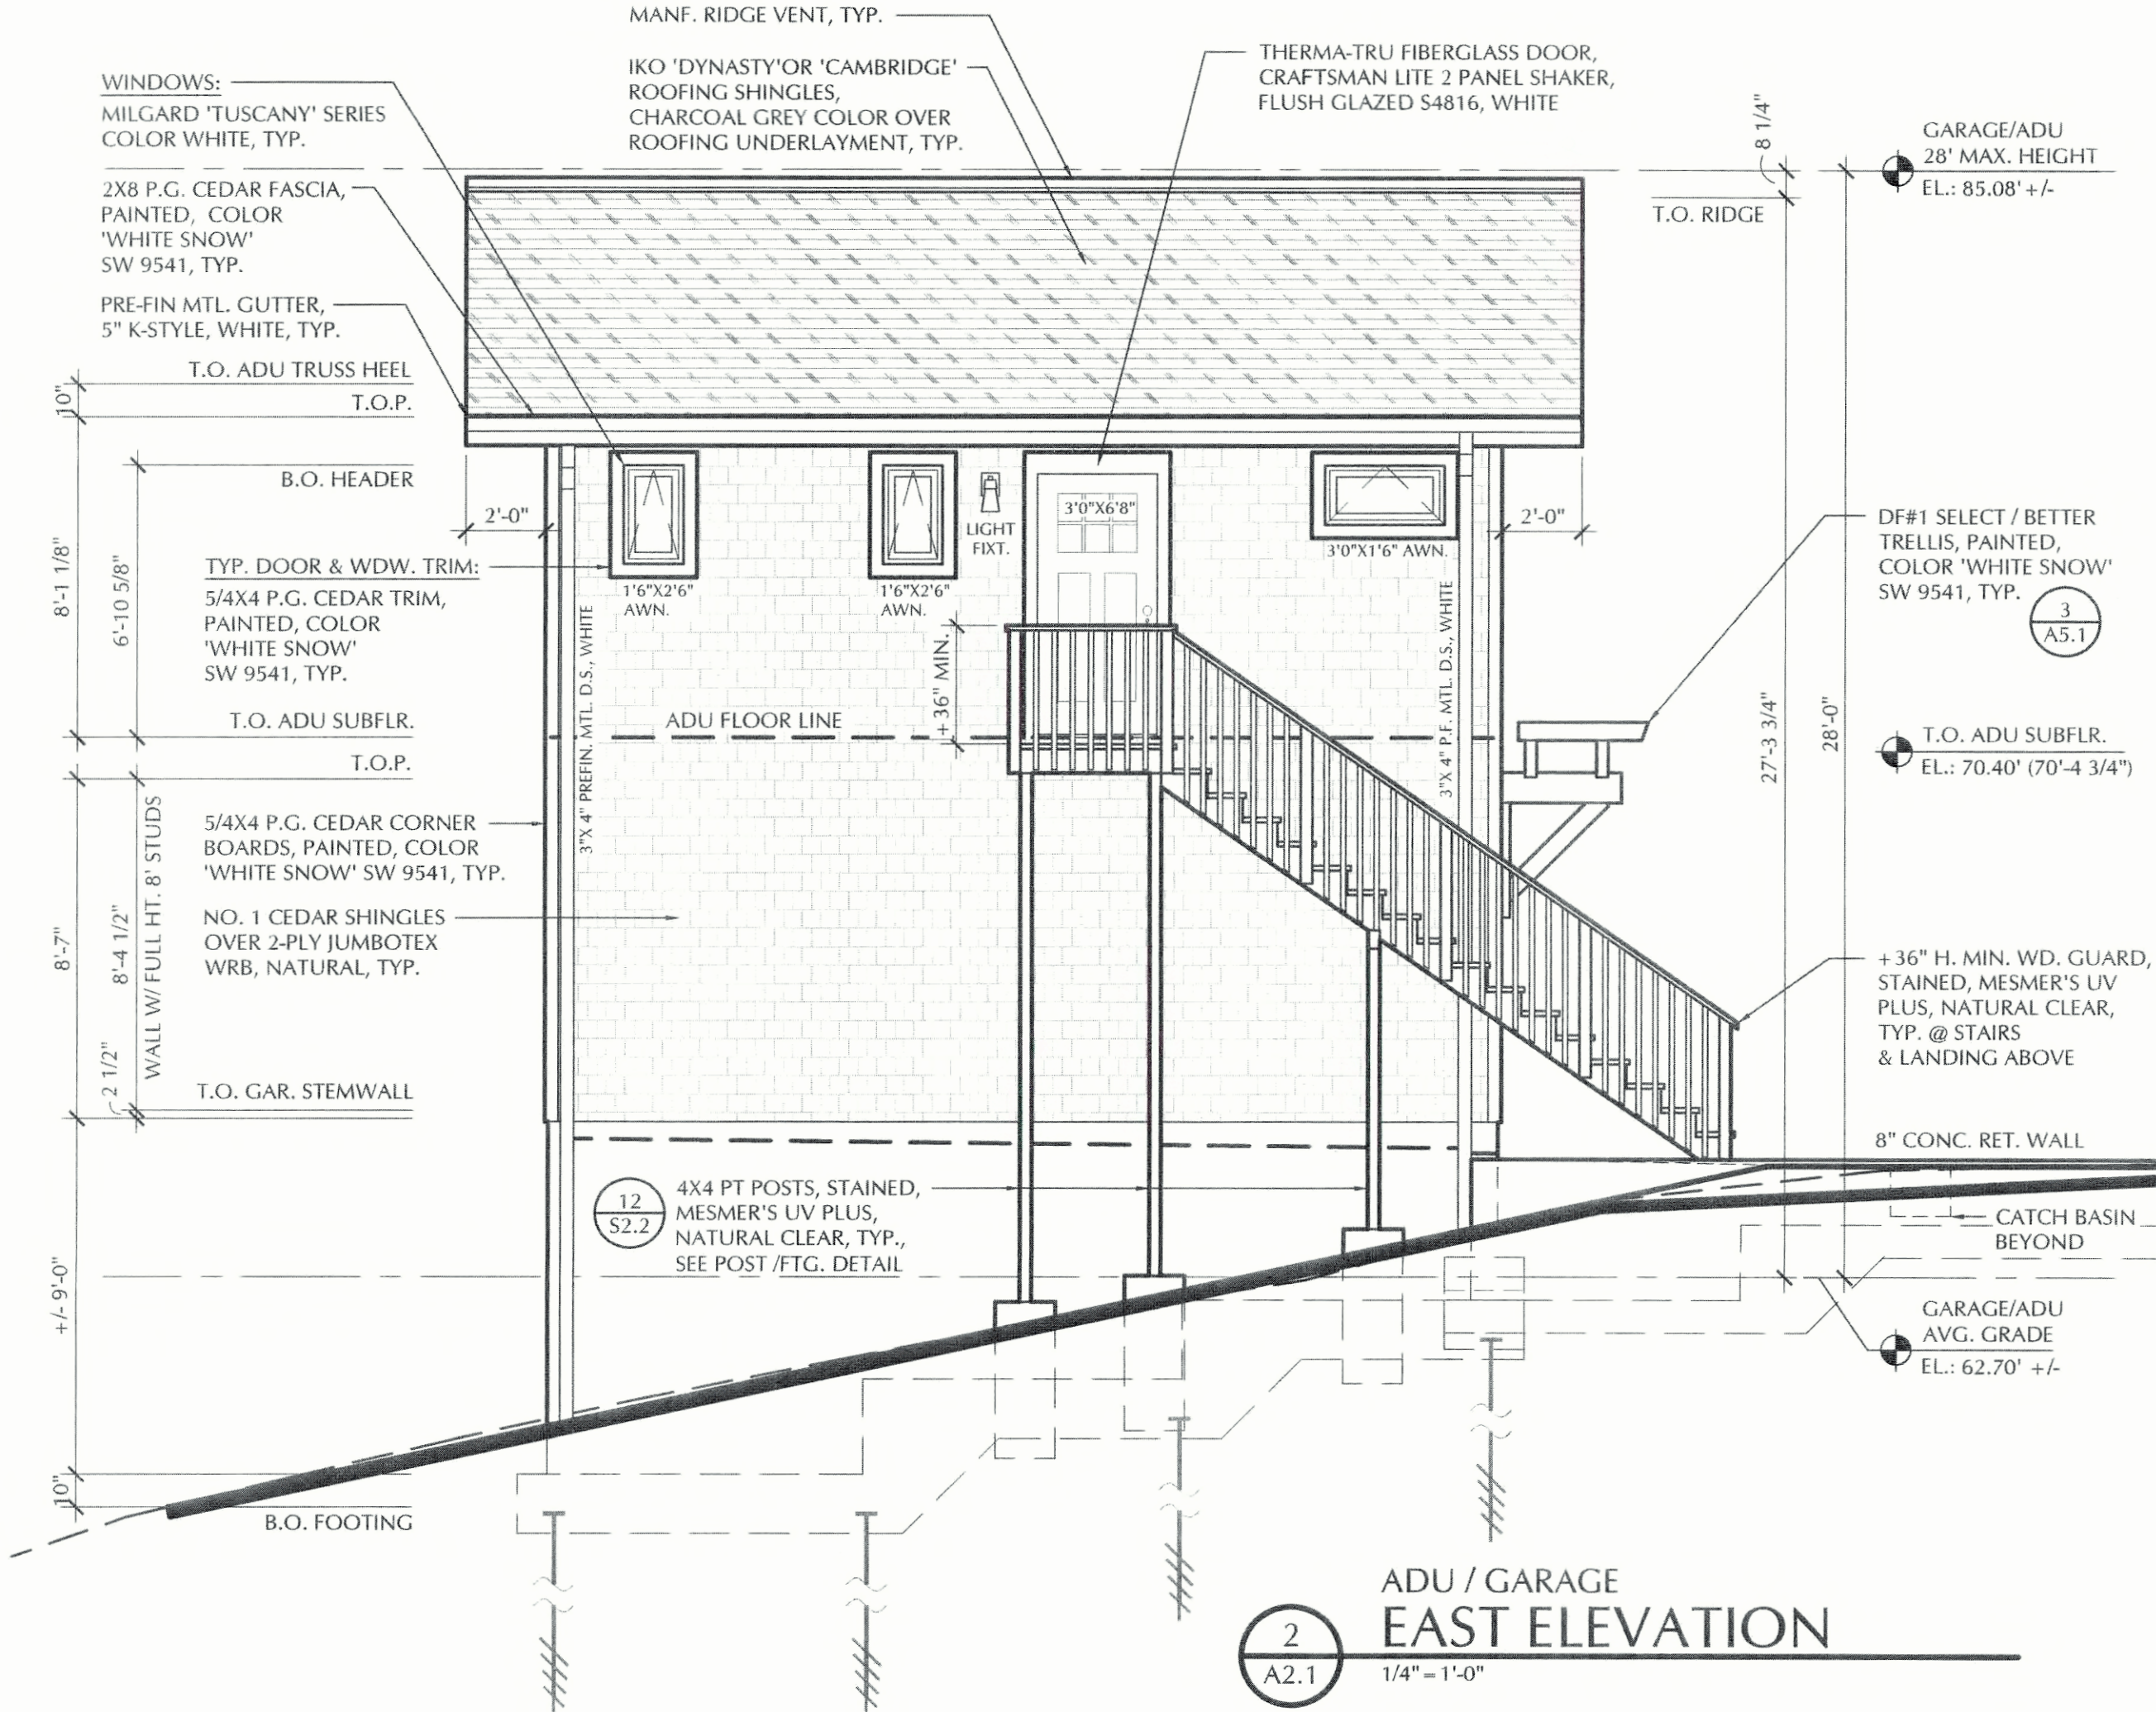 MANF. RIDGE VENT, TYP.
IKO 'DYNASTY'OR 'CAMBRIDGE'
ROOFING SHINGLES,
CHARCOAL GREY COLOR OVER
ROOFING UNDERLAYMENT, TYP.
THERMA-TRU FIBERGLASS DOOR,
CRAFTSMAN LITE 2 PANEL SHAKER,
FLUSH GLAZED S4816, WHITE
WINDOWS:
MILGARD 'TUSCANY' SERIES
COLOR WHITE, TYP.
2X8 P.G. CEDAR FASCIA,
PAINTED, COLOR
'WHITE SNOW'
SW 9541, TYP.
PRE-FIN MTL. GUTTER,
5" K-STYLE, WHITE, TYP.
T.O. ADU TRUSS HEEL
T.O.P.
10"
8'-1 1/8"
B.O. HEADER
6'-10 5/8"
2'-0"
TYP. DOOR & WDW. TRIM:
5/4X4 P.G. CEDAR TRIM,
PAINTED, COLOR
'WHITE SNOW'
SW 9541, TYP.
T.O. ADU SUBFLR.
T.O.P.
5/4X4 P.G. CEDAR CORNER
BOARDS, PAINTED, COLOR
'WHITE SNOW' SW 9541, TYP.
NO. 1 CEDAR SHINGLES
OVER 2-PLY JUMBOTEX
WRB, NATURAL, TYP.
8'-7"
8'-4 1/2"
WALL W/ FULL HT. 8' STUDS
2 1/2"
T.O. GAR. STEMWALL
+/- 9'-0"
10"
B.O. FOOTING
1'6"X2'6"
AWN.
1'6"X2'6"
AWN.
LIGHT
FIXT.
3'0"X6'8"
3'0"X1'6" AWN.
3"X 4" PREFIN. MTL. D.S., WHITE
3"X 4" P.F. MTL. D.S., WHITE
+36" MIN.
ADU FLOOR LINE
12
S2.2
4X4 PT POSTS, STAINED,
MESMER'S UV PLUS,
NATURAL CLEAR, TYP.,
SEE POST /FTG. DETAIL
8 1/4"
T.O. RIDGE
GARAGE/ADU
28' MAX. HEIGHT
EL.: 85.08' +/-
2'-0"
DF#1 SELECT / BETTER
TRELLIS, PAINTED,
COLOR 'WHITE SNOW'
SW 9541, TYP.
3
A5.1
27'-3 3/4"
28'-0"
T.O. ADU SUBFLR.
EL.: 70.40' (70'-4 3/4")
+36" H. MIN. WD. GUARD,
STAINED, MESMER'S UV
PLUS, NATURAL CLEAR,
TYP. @ STAIRS
& LANDING ABOVE
8" CONC. RET. WALL
CATCH BASIN
BEYOND
GARAGE/ADU
AVG. GRADE
EL.: 62.70' +/-
2
A2.1
ADU / GARAGE
EAST ELEVATION
1/4" = 1'-0"